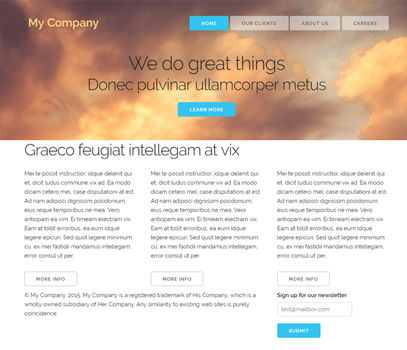 My Company
HOME
OUR CLIENTS
ABOUT US
CAREERS
We do great things
Donec pulvinar ullamcorper metus
LEARN MORE
Graeco feugiat intellegam at vix
Mei te possit instructior, idque denique qui
et, dicit ludus commune vix ad. Ea modo
dicam cetero mel, case disputationi at est.
Ad nam adipisci dignissim posidonium,
eius reque temporibus ne mea. Vero
antiopam ea vim. Ei timeam electram vix.
Eam at tollit erroribus, ea eum idque
legere epicuri. Sed quot legere minimum
cu, ex mei fastidii mandamus intellegam,
error consul ut.
MORE INFO
Mei te possit instructior, idque denique qui
et, dicit ludus commune vix ad. Ea modo
dicam cetero mel, case disputationi at est.
Ad nam adipisci dignissim posidonium,
eius reque temporibus ne mea. Vero
antiopam ea vim. Ei timeam electram vix.
Eam at tollit erroribus, ea eum idque
legere epicuri. Sed quot legere minimum
cu, ex mei fastidii mandamus intellegam,
error consul ut.
MORE INFO
Mei te possit instructior, idque denique qui
et, dicit ludus commune vix ad. Ea modo
dicam cetero mel, case disputationi at est.
Ad nam adipisci dignissim posidonium,
eius reque temporibus ne mea. Vero
antiopam ea vim. Ei timeam electram vix.
Eam at tollit erroribus, ea eum idque
legere epicuri. Sed quot legere minimum
cu, ex mei fastidii mandamus intellegam,
error consul ut.
MORE INFO
© My Company, 2015. My Company is a registered trademark of His Company, which is a
wholly owned subsidiary of Her Company. Any similarity to existing web sites is purely
coincidence.
Sign up for our newsletter
test@mailbox.com
SUBMIT